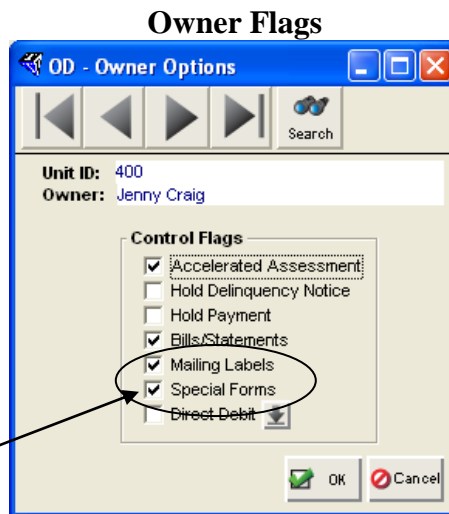 Owner Flags
OD - Owner Options
Search
Unit ID: 400
Owner: Jenny Craig
Control Flags
Accelerated Assessment
Hold Delinquency Notice
Hold Payment
Bills/Statements
Mailing Labels
Special Forms
Direct Debit
OK Cancel